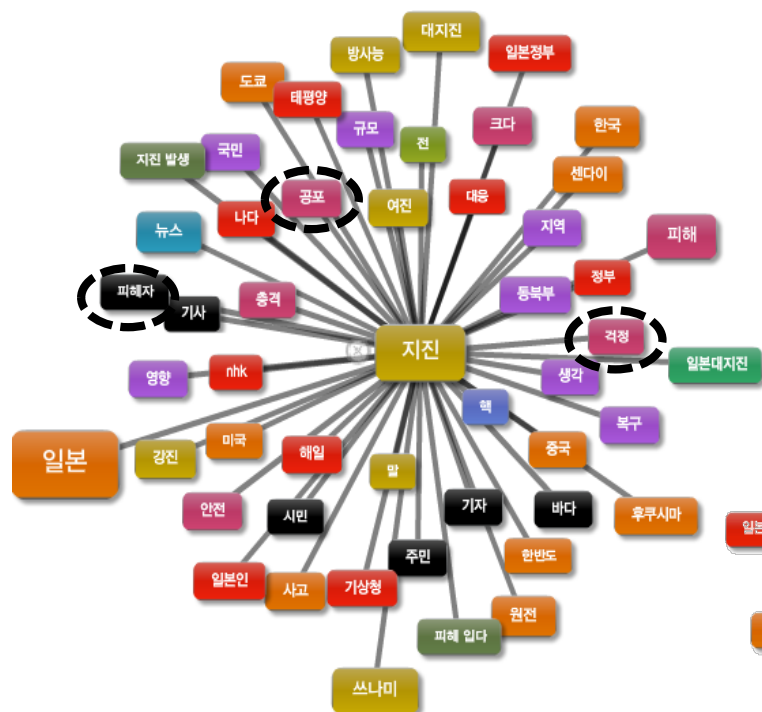 대지진
일본정부
방사능
도쿄
태평양
규모
크다
전
한국
센다이
국민
지진 발생
공포
여진
대응
나다
지역
피해
뉴스
정부
동북부
피해자
기사
충격
걱정
지진
일본대지진
영향
nhk
생각
핵
복구
미국
중국
일본
강진
해일
말
안전
시민
기자
바다
후쿠시마
일본
주민
한반도
일본인
사고
기상청
원전
피해 입다
쓰나미